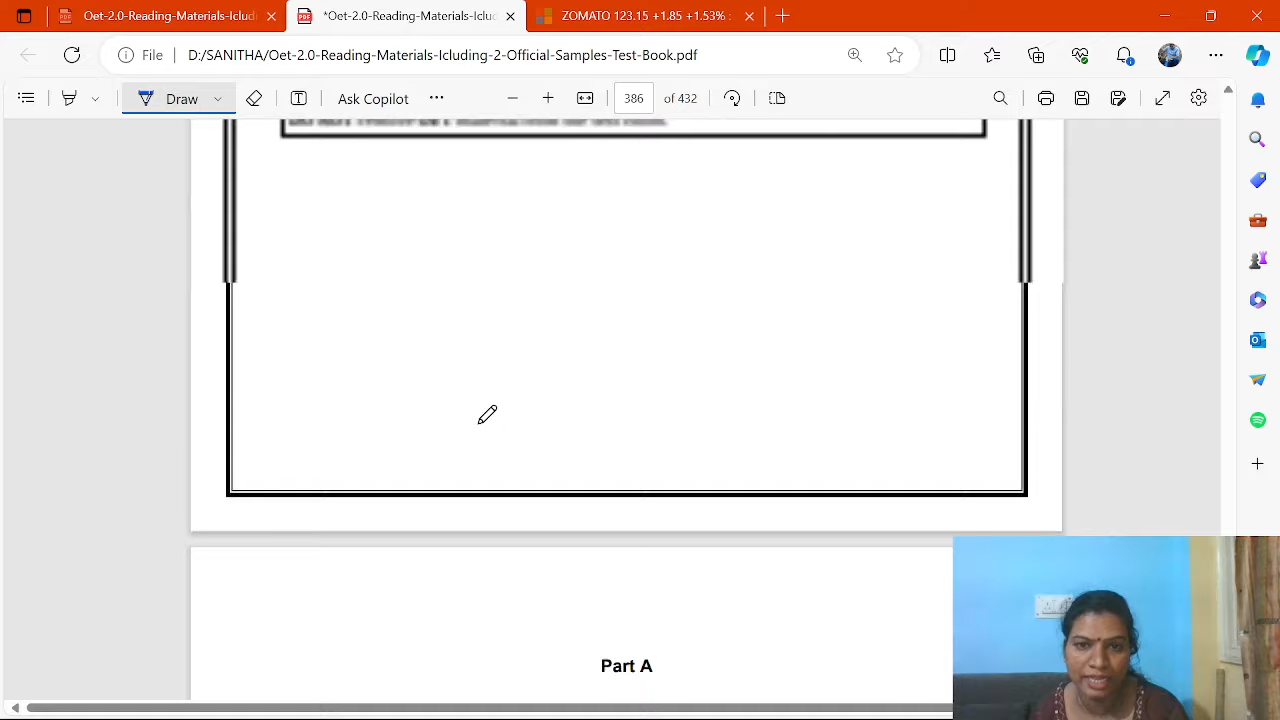 Oet-2.0-Reading-Materials-Icludi
*Oet-2.0-Reading-Materials-Iclud
ZOMATO 123.15 +1.85 +1.53%
File
D:/SANITHA/Oet-2.0-Reading-Materials-Icluding-2-Official-Samples-Test-Book.pdf
Draw
Ask Copilot
386
of 432
Part A